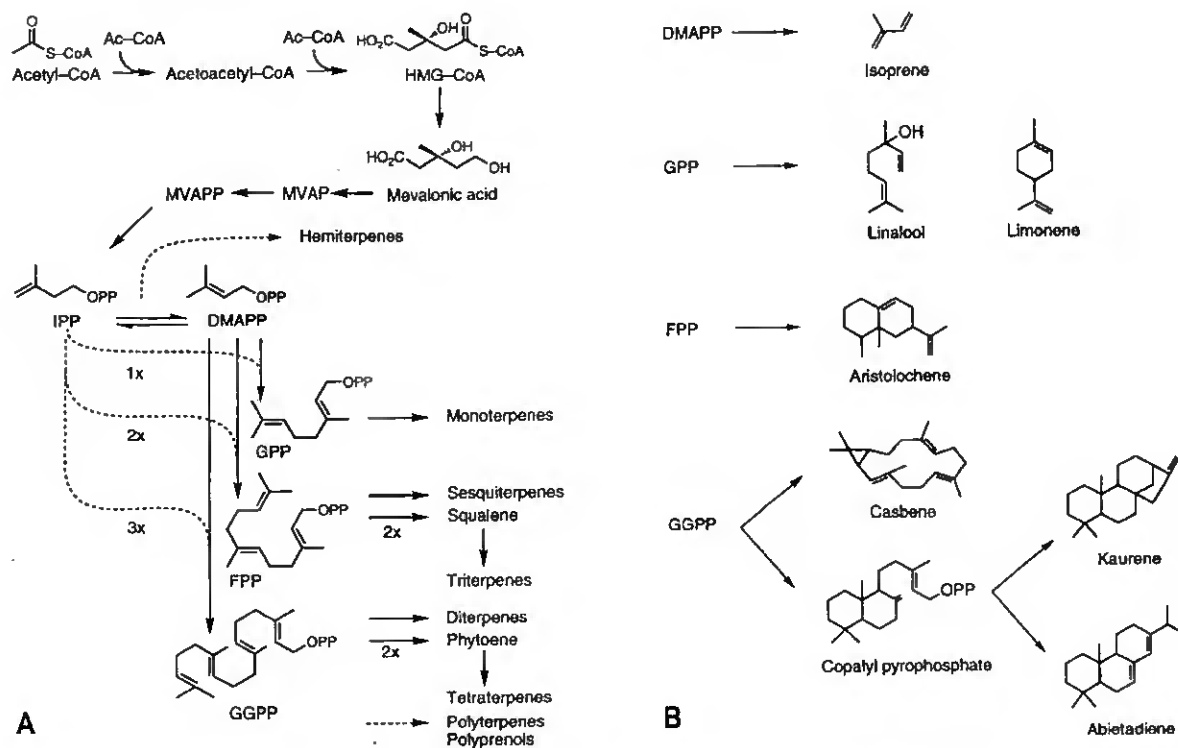 O
S–CoA
Ac–CoA
Ac–CoA
HO₂C
OH
O
S–CoA
Acetyl–CoA
Acetoacetyl–CoA
HMG–CoA
HO₂C
OH
OH
MVAPP
MVAP
Mevalonic acid
Hemiterpenes
OPP
OPP
IPP
DMAPP
1x
OPP
Monoterpenes
GPP
2x
Sesquiterpenes
OPP
2x
Squalene
3x
FPP
Triterpenes
Diterpenes
OPP
2x
Phytoene
GGPP
Tetraterpenes
Polyterpenes
Polyprenols
A
DMAPP
Isoprene
GPP
OH
Linalool
Limonene
FPP
Aristolochene
GGPP
Casbene
OPP
Copalyl pyrophosphate
Kaurene
Abietadiene
B